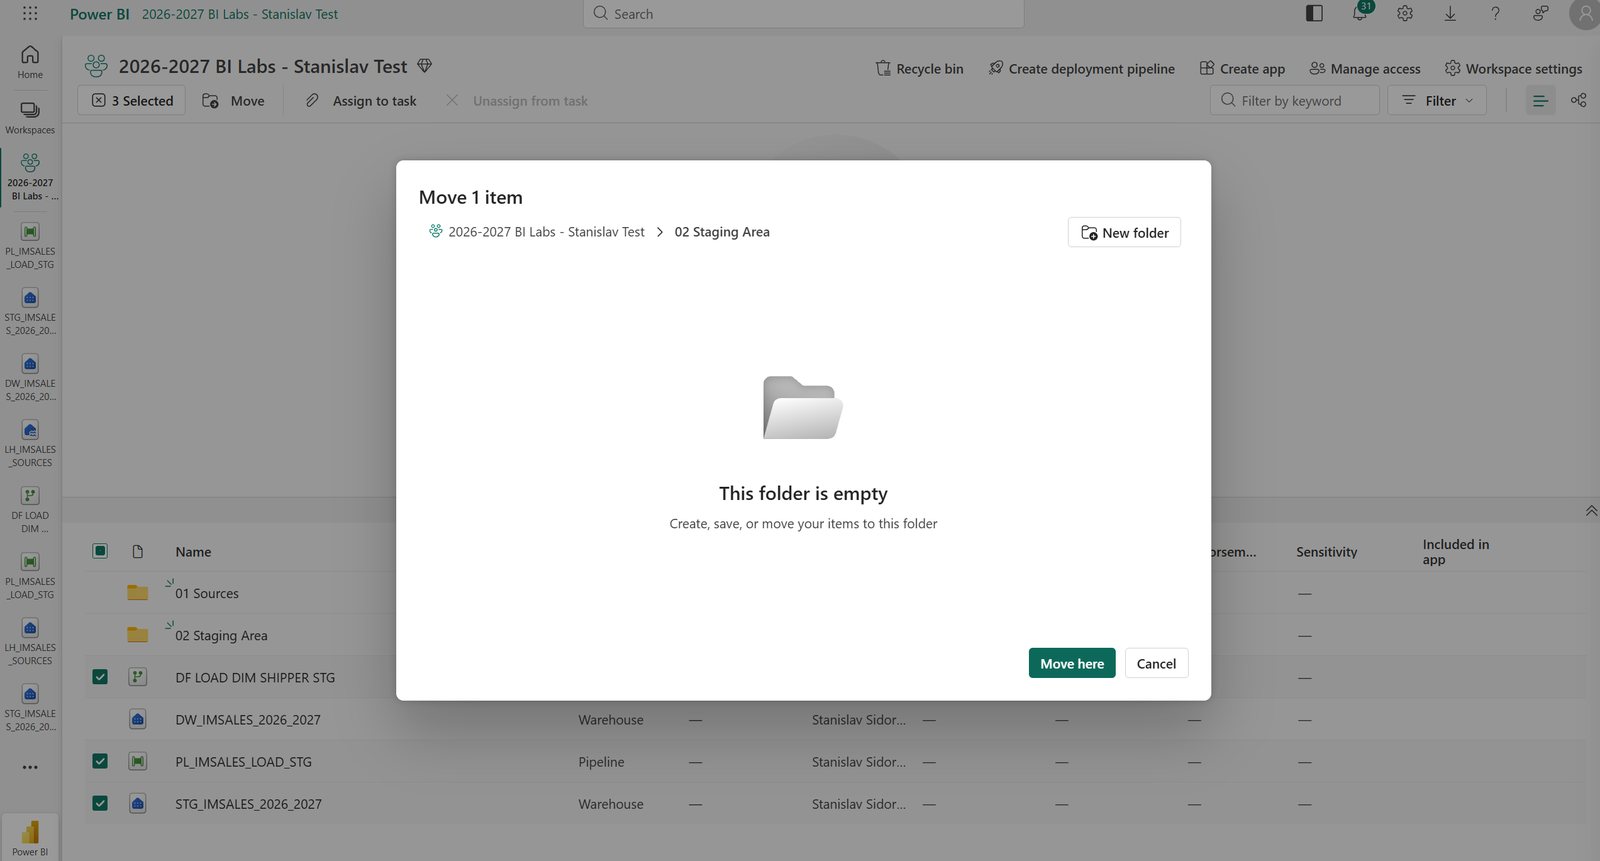 Power BI 2026-2027 BI Labs - Stanislav Test
Search
31
Home
Workspaces
2026-2027
BI Labs - ...
PL_IMSALES
_LOAD_STG
STG_IMSALE
S_2026_20...
DW_IMSALE
S_2026_20...
LH_IMSALES
_SOURCES
DF LOAD
DIM ...
PL_IMSALES
_LOAD_STG
LH_IMSALES
_SOURCES
STG_IMSALE
S_2026_20...
Power BI
2026-2027 BI Labs - Stanislav Test
Recycle bin Create deployment pipeline Create app Manage access Workspace settings
3 Selected Move Assign to task Unassign from task
Filter by keyword Filter
Move 1 item
2026-2027 BI Labs - Stanislav Test > 02 Staging Area
New folder
This folder is empty
Create, save, or move your items to this folder
Move here Cancel
Name orsem... Sensitivity Included in
app
01 Sources —
02 Staging Area —
DF LOAD DIM SHIPPER STG —
DW_IMSALES_2026_2027 Warehouse — Stanislav Sidor... — — — —
PL_IMSALES_LOAD_STG Pipeline — Stanislav Sidor... — — — —
STG_IMSALES_2026_2027 Warehouse — Stanislav Sidor... — — — —